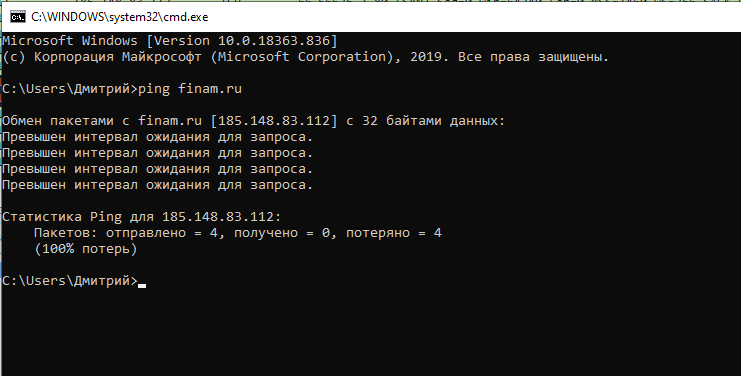 C:\WINDOWS\system32\cmd.exe
Microsoft Windows [Version 10.0.18363.836]
(c) Корпорация Майкрософт (Microsoft Corporation), 2019. Все права защищены.
C:\Users\Дмитрий>ping finam.ru
Обмен пакетами с finam.ru [185.148.83.112] с 32 байтами данных:
Превышен интервал ожидания для запроса.
Превышен интервал ожидания для запроса.
Превышен интервал ожидания для запроса.
Превышен интервал ожидания для запроса.
Статистика Ping для 185.148.83.112:
Пакетов: отправлено = 4, получено = 0, потеряно = 4
(100% потерь)
C:\Users\Дмитрий>